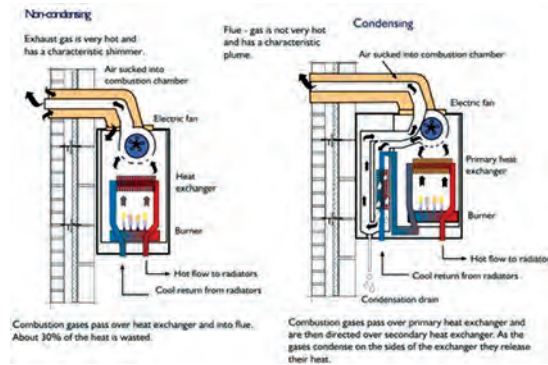 Non-condensing
Exhaust gas is very hot and
has a characteristic shimmer.
Air sucked into
combustion chamber
Electric fan
Heat
exchanger
Burner
Hot flow to radiators
Cool return from radiators
Combustion gases pass over heat exchanger and into flue.
About 30% of the heat is wasted.
Condensing
Flue - gas is not very hot
and has a characteristic
plume.
Air sucked into combustion chamber
Electric fan
Primary heat
exchanger
Burner
Hot flow to radiato
Cool return from radiators
Condensation drain
Combustion gases pass over primary heat exchanger and
are then directed over secondary heat exchanger. As the
gases condense on the sides of the exchanger they release
their heat.